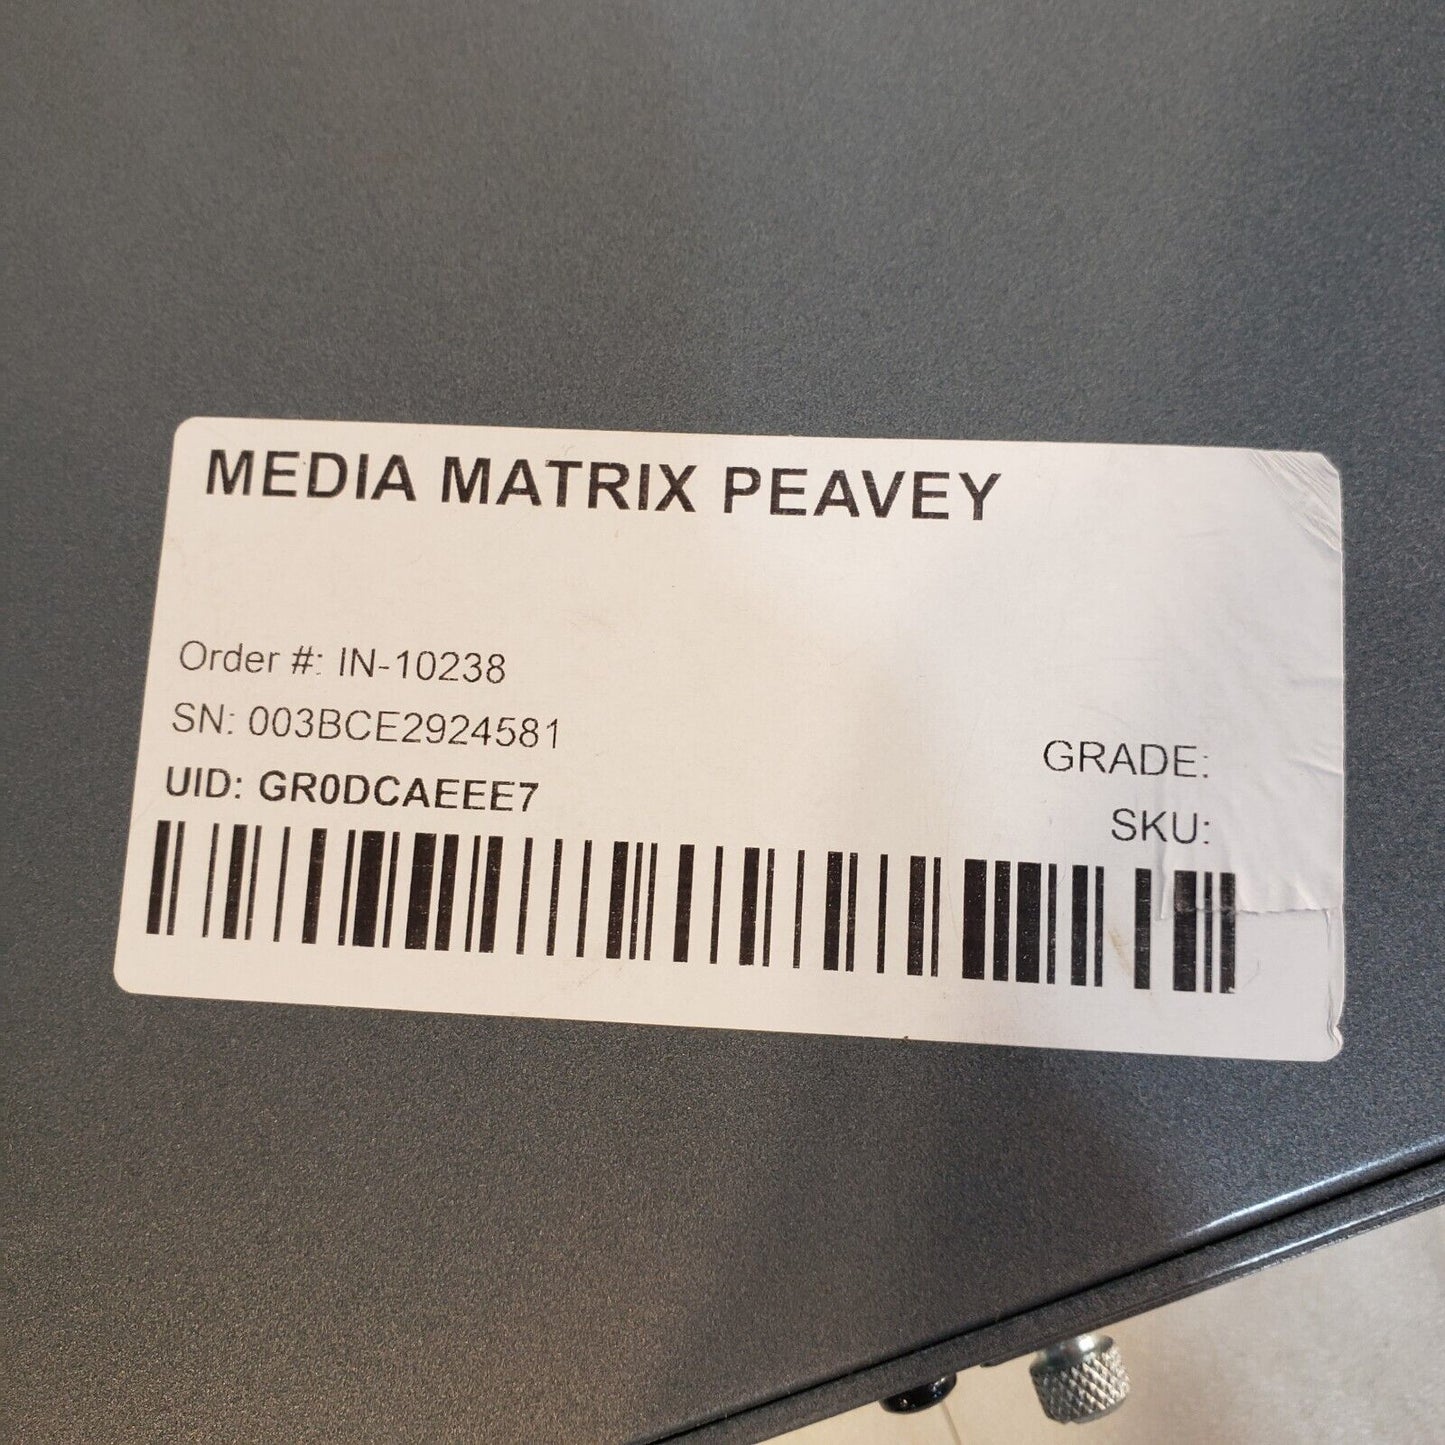 MEDIA MATRIX PEAVEY
Order #: IN-10238
SN: 003BCE2924581
UID: GR0DCAEEE7
GRADE:
SKU: